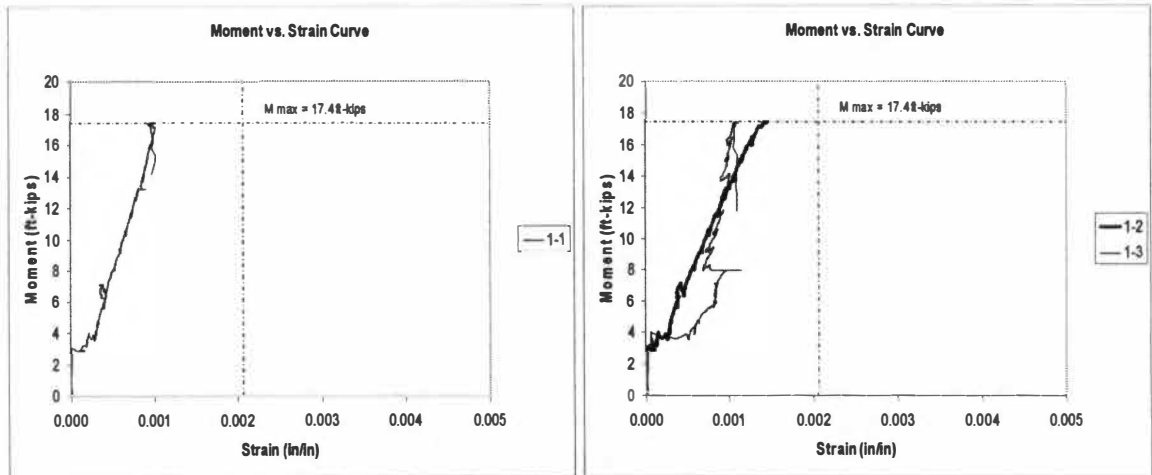 Moment vs. Strain Curve
20
18
16
14
12
10
8
6
4
2
0
Moment (ft-kips)
M max = 17.4ft-kips
1-1
0.000 0.001 0.002 0.003 0.004 0.005
Strain (in/in)
Moment vs. Strain Curve
20
18
16
14
12
10
8
6
4
2
0
Moment (ft-kips)
M max = 17.4ft-kips
1-2
1-3
0.000 0.001 0.002 0.003 0.004 0.005
Strain (in/in)